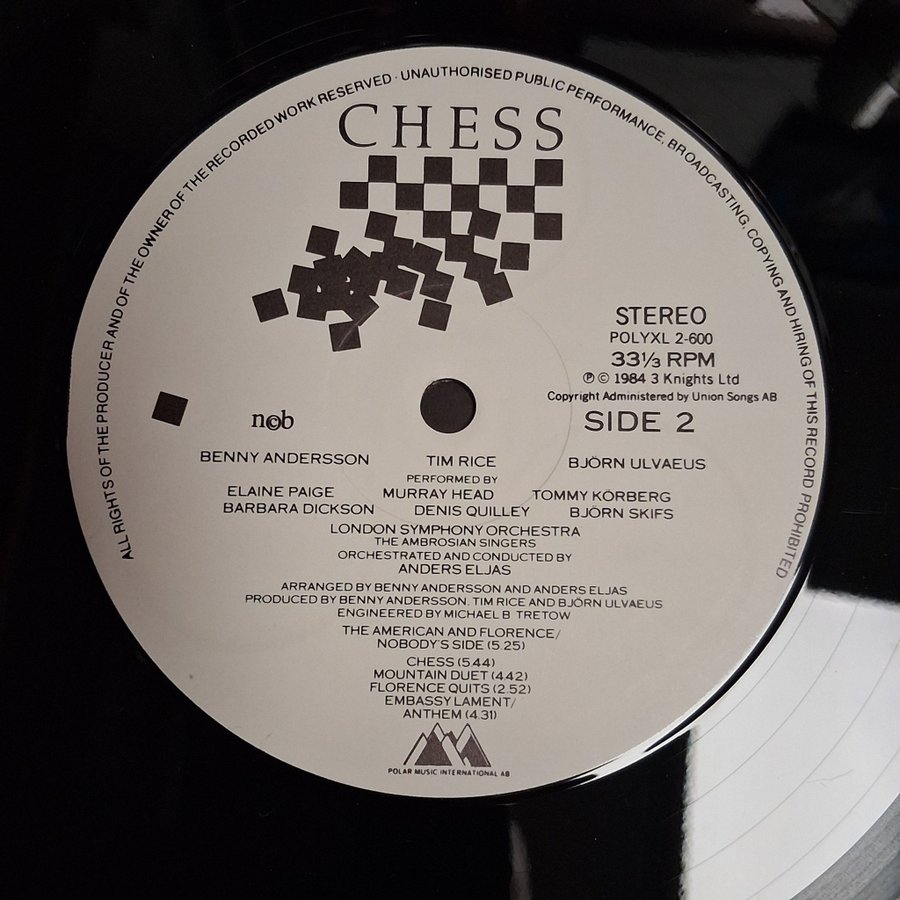 ALL RIGHTS OF THE PRODUCER AND OF THE OWNER OF THE RECORDED WORK RESERVED · UNAUTHORISED PUBLIC PERFORMANCE, BROADCASTING, COPYING AND HIRING OF THIS RECORD PROHIBITED
CHESS
STEREO
POLYXL 2-600
33⅓ RPM
℗ © 1984 3 Knights Ltd
Copyright Administered by Union Songs AB
ncb SIDE 2
BENNY ANDERSSON TIM RICE BJÖRN ULVAEUS
PERFORMED BY
ELAINE PAIGE MURRAY HEAD TOMMY KÖRBERG
BARBARA DICKSON DENIS QUILLEY BJÖRN SKIFS
LONDON SYMPHONY ORCHESTRA
THE AMBROSIAN SINGERS
ORCHESTRATED AND CONDUCTED BY
ANDERS ELJAS
ARRANGED BY BENNY ANDERSSON AND ANDERS ELJAS
PRODUCED BY BENNY ANDERSSON, TIM RICE AND BJÖRN ULVAEUS
ENGINEERED BY MICHAEL B TRETOW
THE AMERICAN AND FLORENCE/
NOBODY'S SIDE (5.25)
CHESS (5.44)
MOUNTAIN DUET (4.42)
FLORENCE QUITS (2.52)
EMBASSY LAMENT/
ANTHEM (4.31)
POLAR MUSIC INTERNATIONAL AB